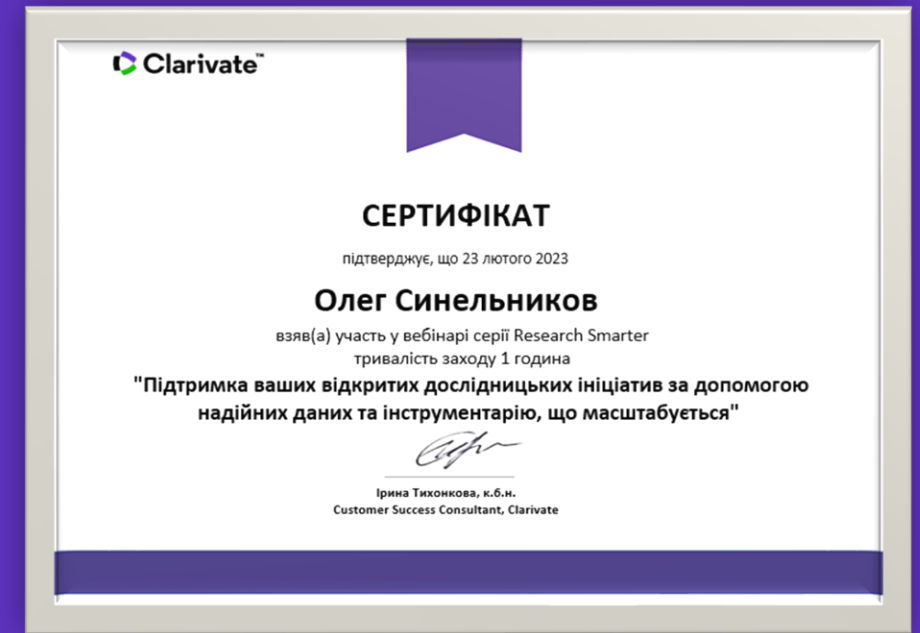 Clarivate™
СЕРТИФІКАТ
підтверджує, що 23 лютого 2023
Олег Синельников
взяв(а) участь у вебінарі серії Research Smarter
тривалість заходу 1 година
"Підтримка ваших відкритих дослідницьких ініціатив за допомогою
надійних даних та інструментарію, що масштабується"
Ірина Тихонкова, к.б.н.
Customer Success Consultant, Clarivate